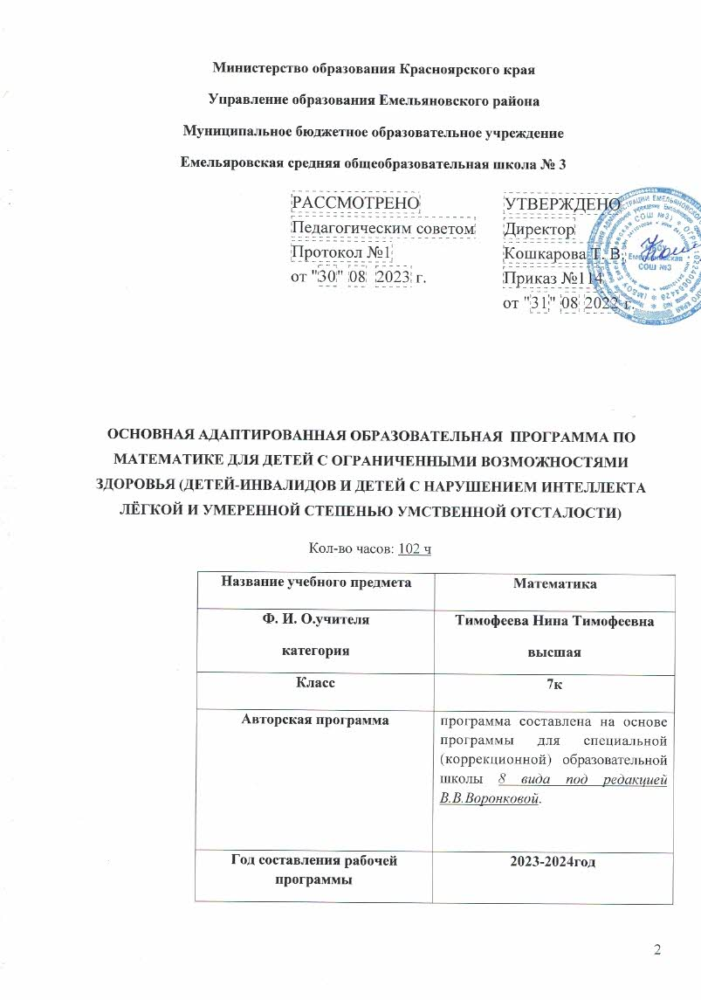 Министерство образования Красноярского края
Управление образования Емельяновского района
Муниципальное бюджетное образовательное учреждение
Емельяровская средняя общеобразовательная школа № 3
РАССМОТРЕНО
Педагогическим советом
Протокол №1
от "30" 08 2023 г.
УТВЕРЖДЕНО
Директор
Кошкарова Т. В.
Приказ №114
от "31" 08 2022 г.
Емельяновская
СОШ №3
ОСНОВНАЯ АДАПТИРОВАННАЯ ОБРАЗОВАТЕЛЬНАЯ ПРОГРАММА ПО
МАТЕМАТИКЕ ДЛЯ ДЕТЕЙ С ОГРАНИЧЕННЫМИ ВОЗМОЖНОСТЯМИ
ЗДОРОВЬЯ (ДЕТЕЙ-ИНВАЛИДОВ И ДЕТЕЙ С НАРУШЕНИЕМ ИНТЕЛЛЕКТА
ЛЁГКОЙ И УМЕРЕННОЙ СТЕПЕНЬЮ УМСТВЕННОЙ ОТСТАЛОСТИ)
Кол-во часов: 102 ч
Название учебного предмета
Математика
Ф. И. О.учителя
категория
Тимофеева Нина Тимофеевна
высшая
Класс
7к
Авторская программа
программа составлена на основе
программы для специальной
(коррекционной) образовательной
школы 8 вида под редакцией
В.В.Воронковой.
Год составления рабочей
программы
2023-2024год
2